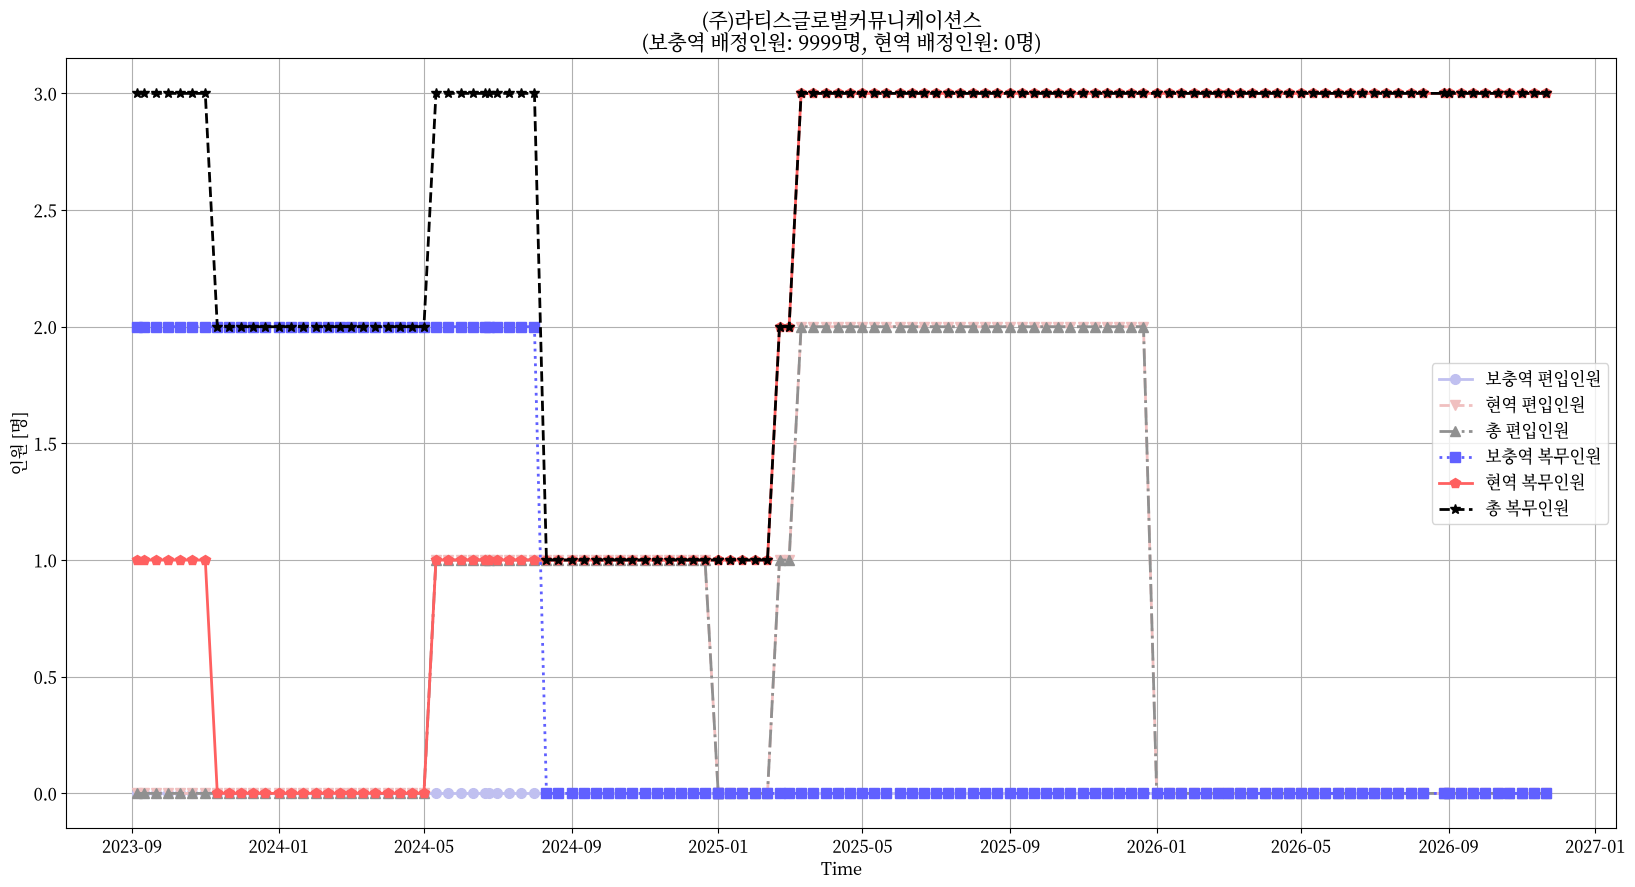 (주)라티스글로벌커뮤니케이션스
(보충역 배정인원: 9999명, 현역 배정인원: 0명)
인원 [명]
3.0
2.5
2.0
1.5
1.0
0.5
0.0
보충역 편입인원
현역 편입인원
총 편입인원
보충역 복무인원
현역 복무인원
총 복무인원
2023-09
2024-01
2024-05
2024-09
2025-01
2025-05
2025-09
2026-01
2026-05
2026-09
2027-01
Time